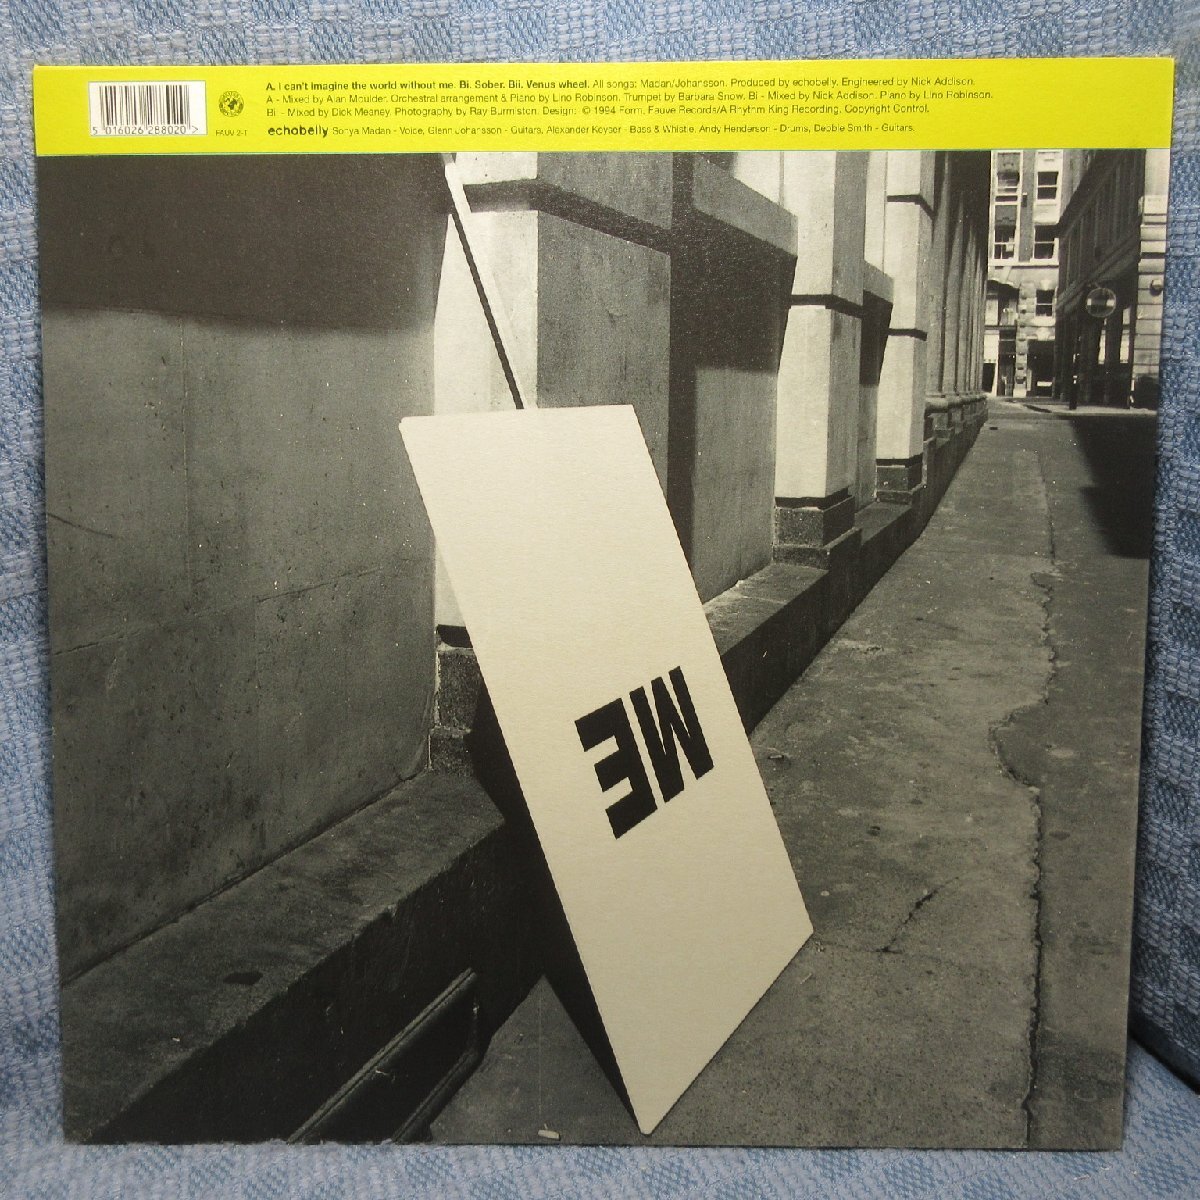 A. I can't imagine the world without me. Bi. Sober. Bii. Venus wheel. All songs: Madan/Johansson. Produced by echobelly. Engineered by Nick Addison.
A - Mixed by Alan Moulder. Orchestral arrangement & Piano by Lino Robinson. Trumpet by Barbara Snow. Bi - Mixed by Nick Addison. Piano by Lino Robinson.
Bii - Mixed by Dick Meaney. Photography by Ray Burmiston. Design: © 1994 Form. Fauve Records/A Rhythm King Recording. Copyright Control.
echobelly Sonya Madan - Voice, Glenn Johansson - Guitars, Alexander Keyser - Bass & Whistle, Andy Henderson - Drums, Debbie Smith - Guitars.
5 016026 288020 >
FAUV 2-T
ME